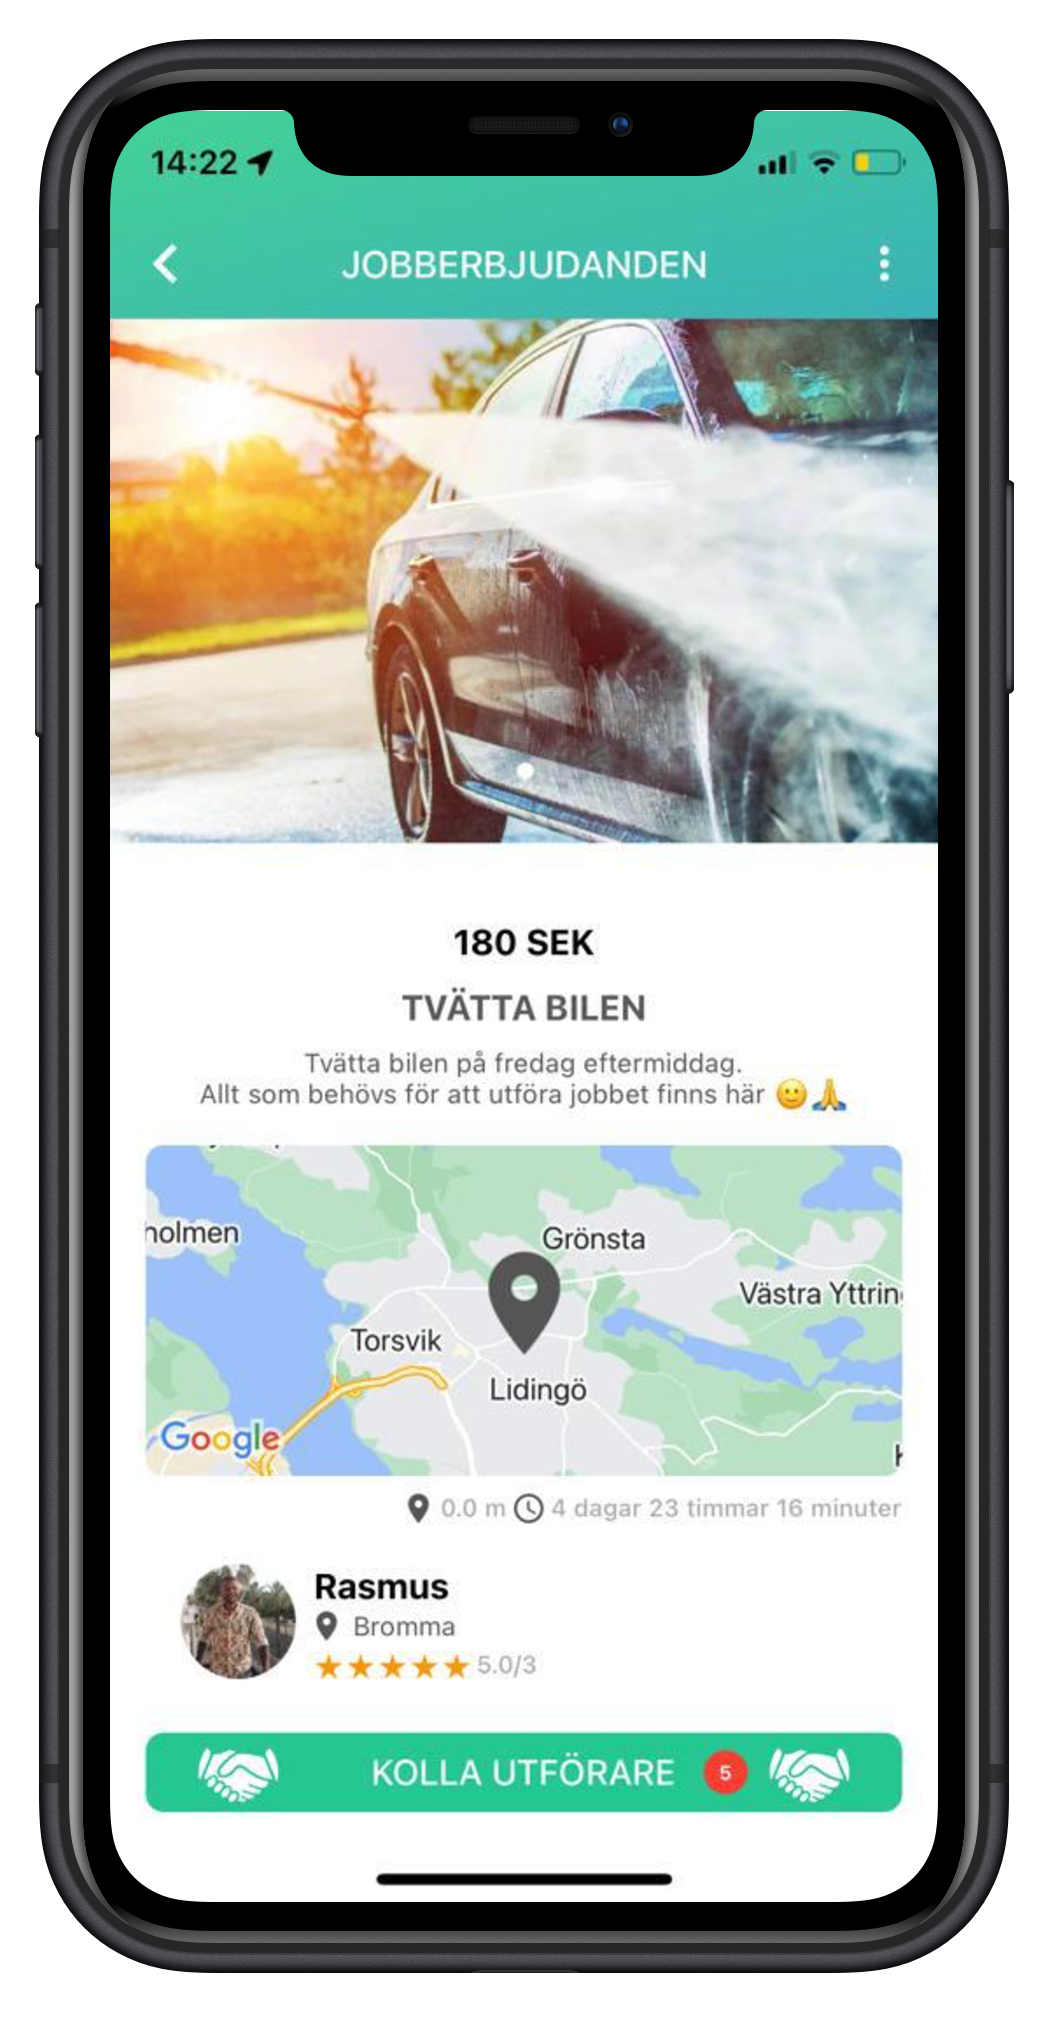 14:22
JOBBERBJUDANDEN
180 SEK
TVÄTTA BILEN
Tvätta bilen på fredag eftermiddag.
Allt som behövs för att utföra jobbet finns här 🙂🙏
holmen
Grönsta
Västra Yttrin
Torsvik
Lidingö
Google
0.0 m 4 dagar 23 timmar 16 minuter
Rasmus
Bromma
★★★★★ 5.0/3
KOLLA UTFÖRARE 5